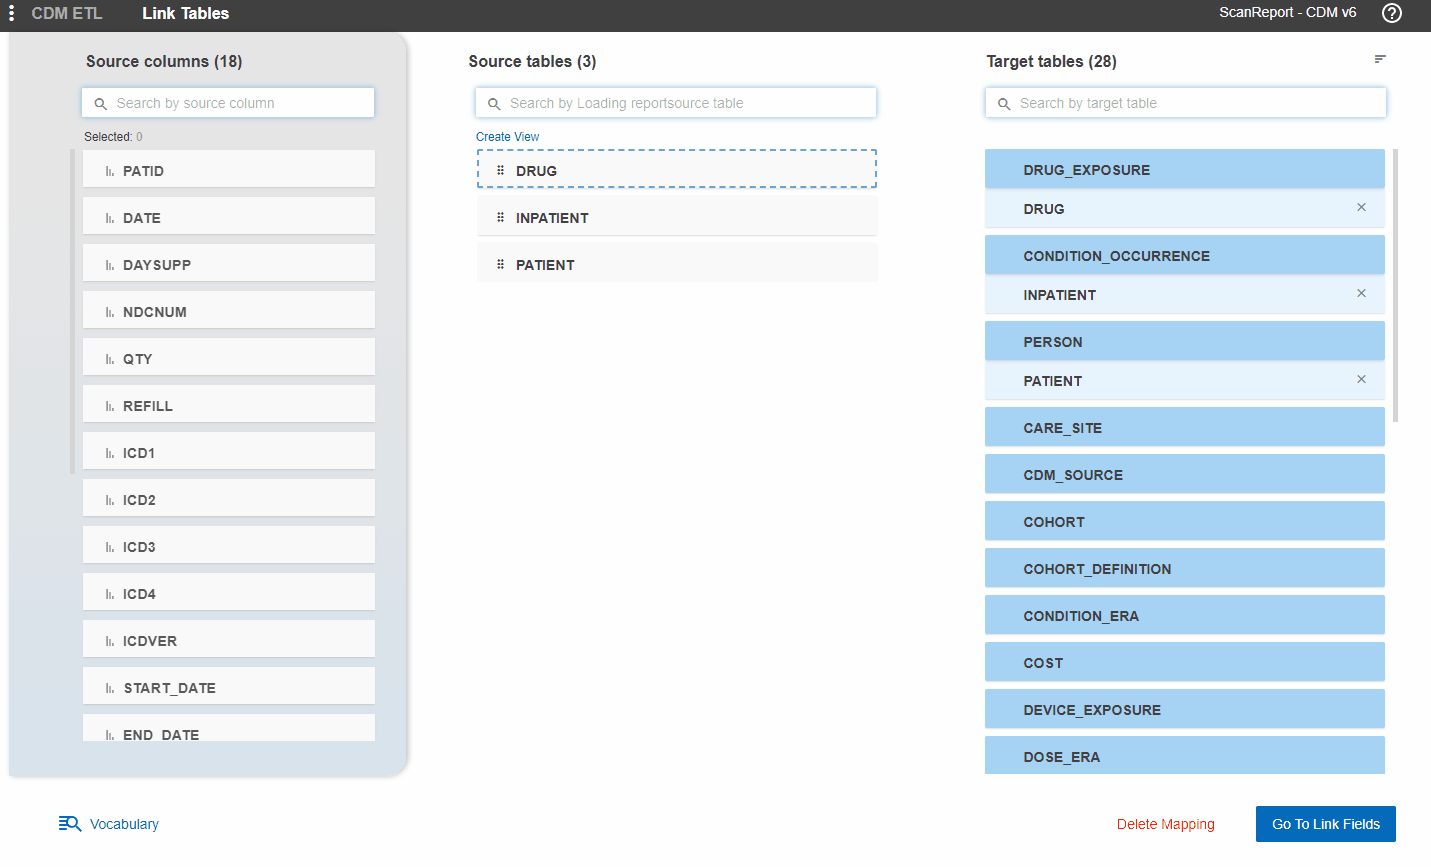 CDM ETL
Link Tables
ScanReport - CDM v6
Source columns (18)
Search by source column
Selected: 0
PATID
DATE
DAYSUPP
NDCNUM
QTY
REFILL
ICD1
ICD2
ICD3
ICD4
ICDVER
START_DATE
END_DATE
Source tables (3)
Search by Loading reportsource table
Create View
DRUG
INPATIENT
PATIENT
Target tables (28)
Search by target table
DRUG_EXPOSURE
DRUG
CONDITION_OCCURRENCE
INPATIENT
PERSON
PATIENT
CARE_SITE
CDM_SOURCE
COHORT
COHORT_DEFINITION
CONDITION_ERA
COST
DEVICE_EXPOSURE
DOSE_ERA
Vocabulary
Delete Mapping
Go To Link Fields